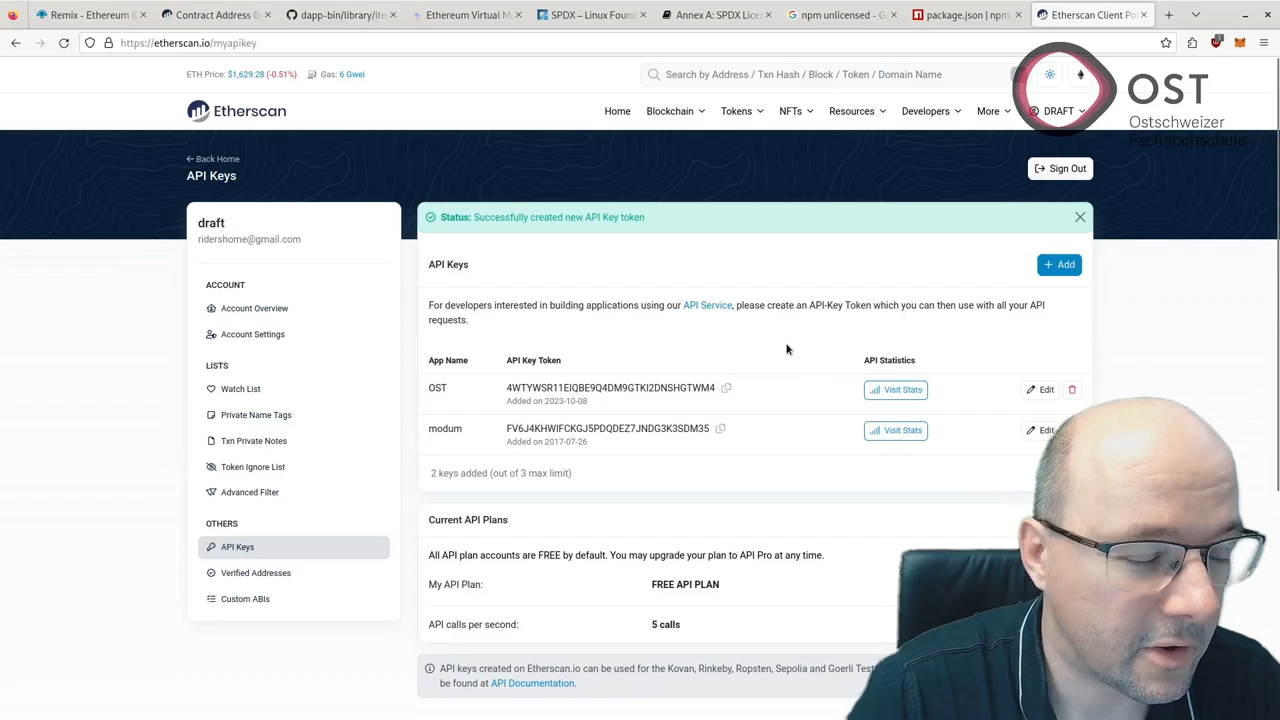 Remix - Ethereum I
Contract Address 0
dapp-bin/library/ite
Ethereum Virtual M
SPDX – Linux Found
Annex A: SPDX Lice
npm unlicensed - G
package.json | npm
Etherscan Client Po
https://etherscan.io/myapikey
ETH Price: $1,629.28 (-0.51%) Gas: 6 Gwei
Search by Address / Txn Hash / Block / Token / Domain Name
Etherscan
Home Blockchain Tokens NFTs Resources Developers More DRAFT
OST
Ostschweizer
Fachhochschule
Back Home
API Keys
Sign Out
draft
ridershome@gmail.com
ACCOUNT
Account Overview
Account Settings
LISTS
Watch List
Private Name Tags
Txn Private Notes
Token Ignore List
Advanced Filter
OTHERS
API Keys
Verified Addresses
Custom ABIs
Status: Successfully created new API Key token
API Keys
+ Add
For developers interested in building applications using our API Service, please create an API-Key Token which you can then use with all your API
requests.
App Name API Key Token API Statistics
OST 4WTYWSR11EIQBE9Q4DM9GTKI2DNSHGTWM4 Visit Stats Edit
Added on 2023-10-08
modum FV6J4KHWIFCKGJ5PDQDEZ7JNDG3K3SDM35 Visit Stats Edit
Added on 2017-07-26
2 keys added (out of 3 max limit)
Current API Plans
All API plan accounts are FREE by default. You may upgrade your plan to API Pro at any time.
My API Plan: FREE API PLAN
API calls per second: 5 calls
API keys created on Etherscan.io can be used for the Kovan, Rinkeby, Ropsten, Sepolia and Goerli Test
be found at API Documentation.